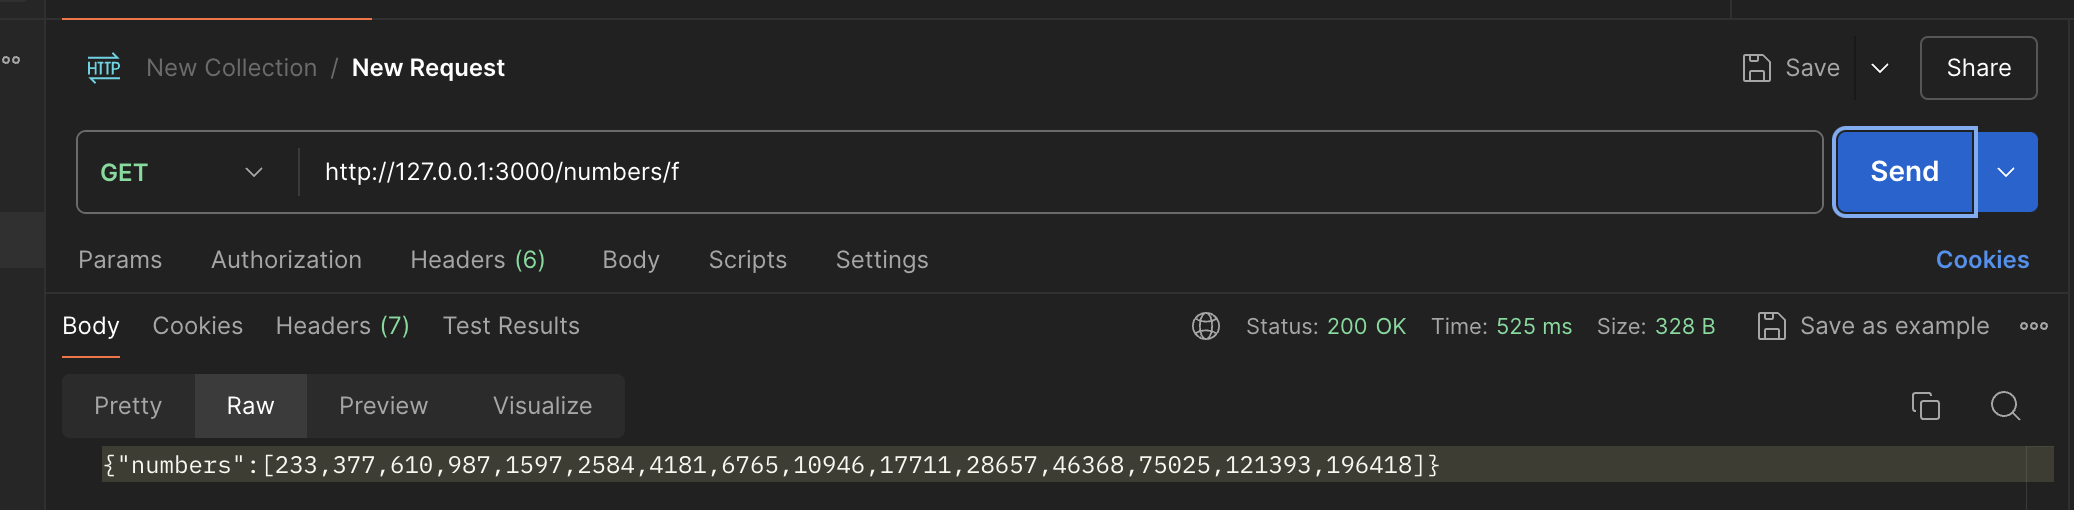 HTTP New Collection / New Request Save Share
GET http://127.0.0.1:3000/numbers/f Send
Params Authorization Headers (6) Body Scripts Settings Cookies
Body Cookies Headers (7) Test Results Status: 200 OK Time: 525 ms Size: 328 B Save as example
Pretty Raw Preview Visualize
{"numbers":[233,377,610,987,1597,2584,4181,6765,10946,17711,28657,46368,75025,121393,196418]}